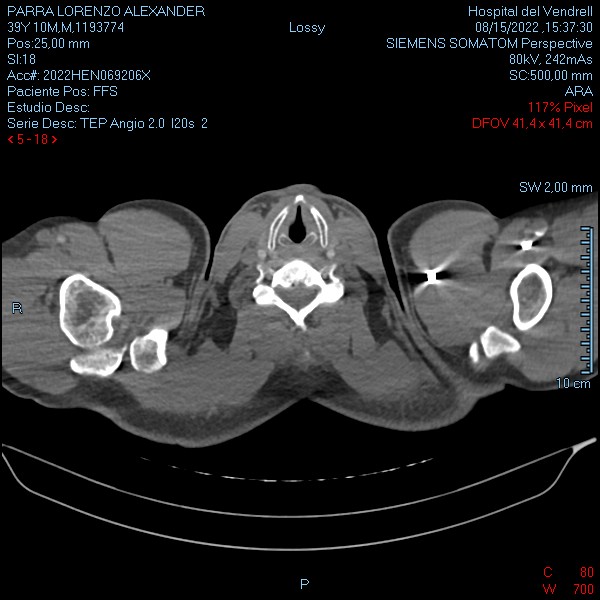 PARRA LORENZO ALEXANDER
39Y 10M,M,1193774
Pos:25,00 mm
SI:18
Acc#: 2022HEN069206X
Paciente Pos: FFS
Estudio Desc:
Serie Desc: TEP Angio 2.0 I20s 2
< 5 - 18 >
Lossy
Hospital del Vendrell
08/15/2022 ,15:37:30
SIEMENS SOMATOM Perspective
80kV, 242mAs
SC:500,00 mm
ARA
117% Pixel
DFOV 41,4 x 41,4 cm
SW 2,00 mm
R
10 cm
P
C 80
W 700